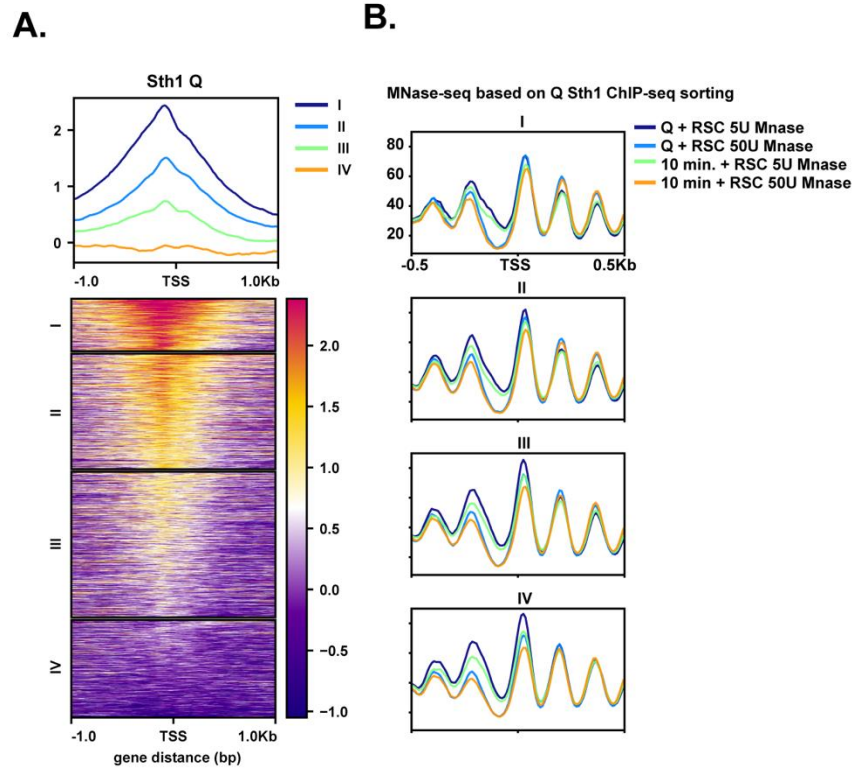 A.
Sth1 Q
2
1
0
-1.0 TSS 1.0Kb
I
II
III
IV
I
II
III
IV
2.0
1.5
1.0
0.5
0.0
−0.5
−1.0
-1.0 TSS 1.0Kb
gene distance (bp)
B.
MNase-seq based on Q Sth1 ChIP-seq sorting
I
80
60
40
20
-0.5 TSS 0.5Kb
Q + RSC 5U Mnase
Q + RSC 50U Mnase
10 min. + RSC 5U Mnase
10 min + RSC 50U Mnase
II
III
IV